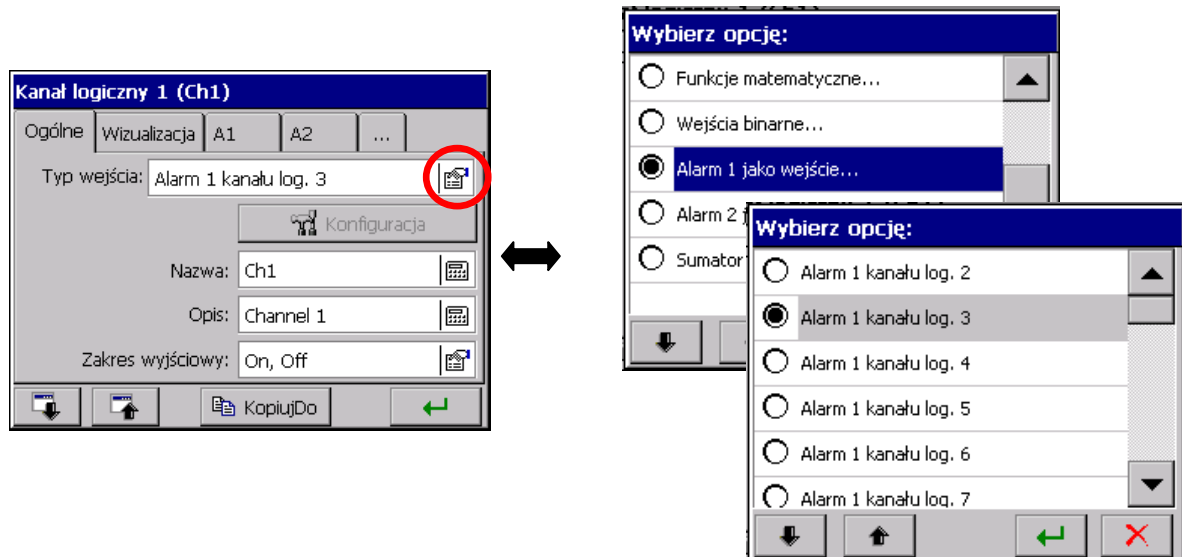 Kanał logiczny 1 (Ch1)
Ogólne Wizualizacja A1 A2 ...
Typ wejścia: Alarm 1 kanału log. 3
Konfiguracja
Nazwa: Ch1
Opis: Channel 1
Zakres wyjściowy: On, Off
KopiujDo
Wybierz opcję:
Funkcje matematyczne...
Wejścia binarne...
Alarm 1 jako wejście...
Alarm 2
Sumator
Wybierz opcję:
Alarm 1 kanału log. 2
Alarm 1 kanału log. 3
Alarm 1 kanału log. 4
Alarm 1 kanału log. 5
Alarm 1 kanału log. 6
Alarm 1 kanału log. 7